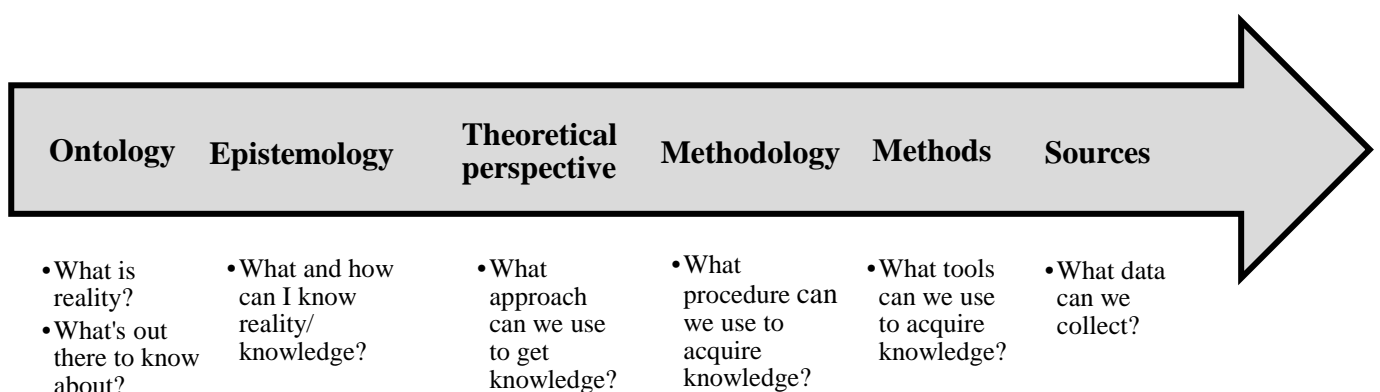 Ontology
Epistemology
Theoretical
perspective
Methodology
Methods
Sources
•What is
reality?
•What's out
there to know
about?
•What and how
can I know
reality/
knowledge?
•What
approach
can we use
to get
knowledge?
•What
procedure can
we use to
acquire
knowledge?
•What tools
can we use
to acquire
knowledge?
•What data
can we
collect?